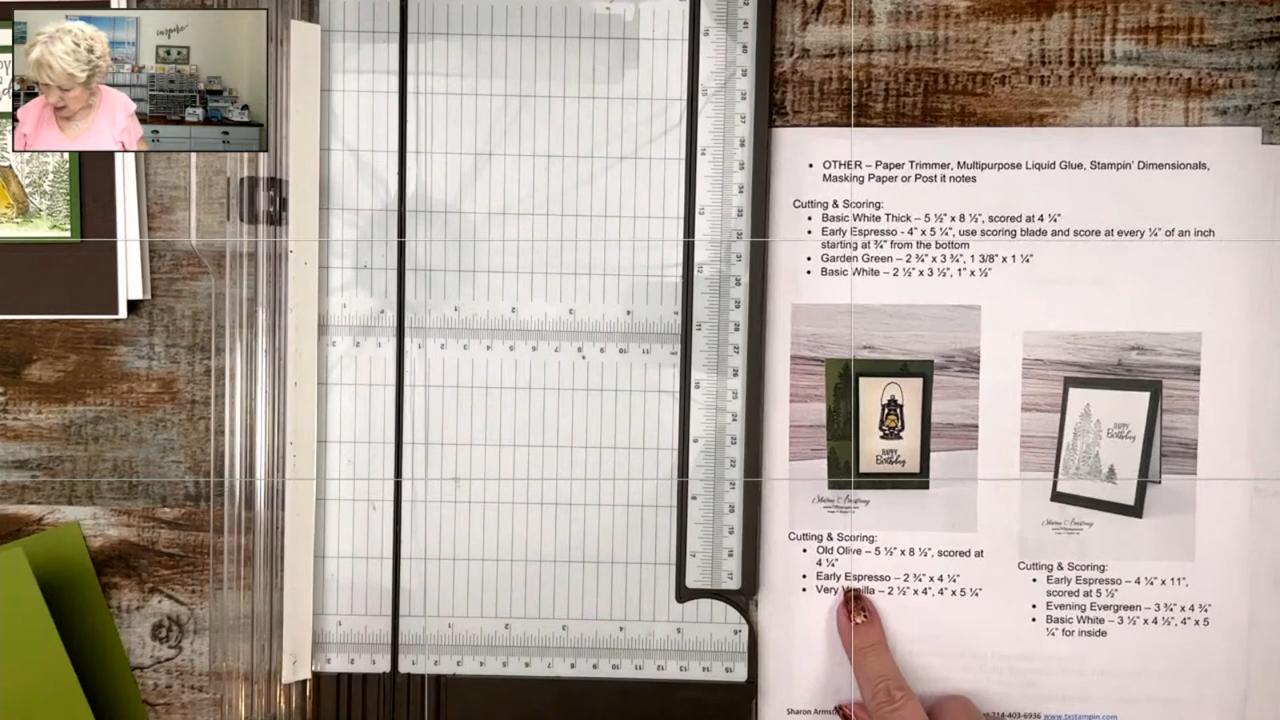 inspire
• OTHER – Paper Trimmer, Multipurpose Liquid Glue, Stampin' Dimensionals,
Masking Paper or Post it notes
Cutting & Scoring:
• Basic White Thick – 5 ½" x 8 ½", scored at 4 ¼"
• Early Espresso - 4" x 5 ¼", use scoring blade and score at every ¼" of an inch
starting at ¾" from the bottom
• Garden Green – 2 ¾" x 3 ¾", 1 3/8" x 1 ¼"
• Basic White – 2 ½" x 3 ½", 1" x ½"
HAPPY
Birthday
HAPPY
Birthday
Sharon Armstrong
Sharon Armstrong
Cutting & Scoring:
• Old Olive – 5 ½" x 8 ½", scored at
4 ¼"
• Early Espresso – 2 ¾" x 4 ¼"
• Very Vanilla – 2 ½" x 4", 4" x 5 ¼"
Cutting & Scoring:
• Early Espresso – 4 ¼" x 11",
scored at 5 ½"
• Evening Evergreen – 3 ¾" x 4 ¾"
• Basic White – 3 ½" x 4 ½", 4" x 5
¼" for inside
Sharon Armstr 714-403-6936 www.txstampin.com